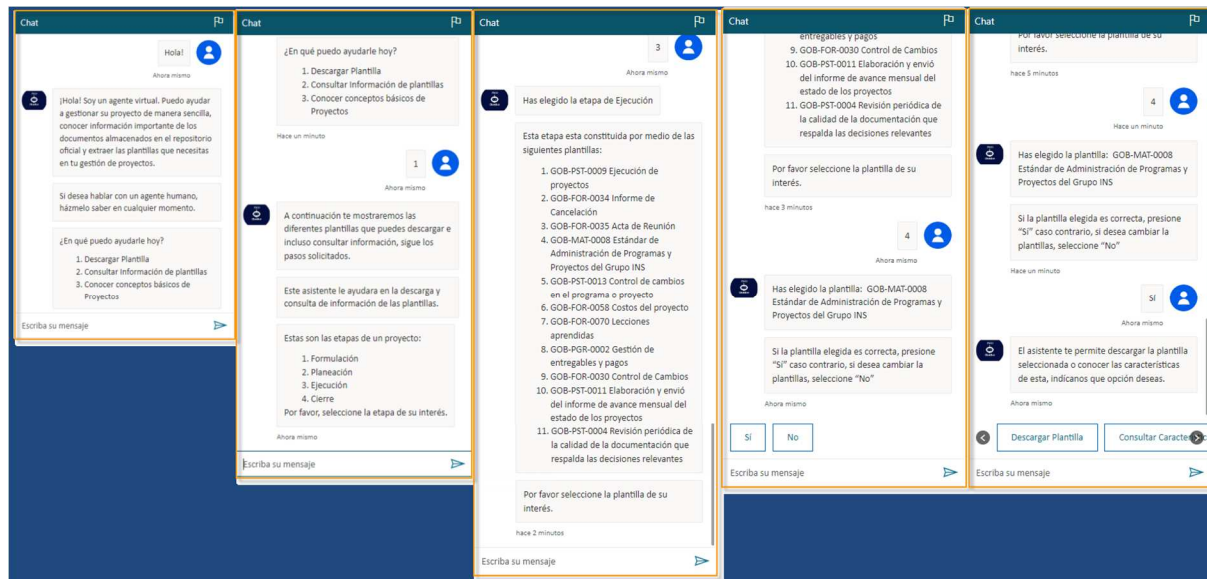 Chat
Hola!
Ahora mismo
¡Hola! Soy un agente virtual. Puedo ayudar
a gestionar su proyecto de manera sencilla,
conocer información importante de los
documentos almacenados en el repositorio
oficial y extraer las plantillas que necesitas
en tu gestión de proyectos.
Si desea hablar con un agente humano,
házmelo saber en cualquier momento.
¿En qué puedo ayudarle hoy?
1. Descargar Plantilla
2. Consultar Información de plantillas
3. Conocer conceptos básicos de
Proyectos
Escriba su mensaje
Chat
¿En qué puedo ayudarle hoy?
1. Descargar Plantilla
2. Consultar Información de plantillas
3. Conocer conceptos básicos de
Proyectos
Hace un minuto
1
Ahora mismo
A continuación te mostraremos las
diferentes plantillas que puedes descargar e
incluso consultar información, sigue los
pasos solicitados.
Este asistente le ayudara en la descarga y
consulta de información de las plantillas.
Estas son las etapas de un proyecto:
1. Formulación
2. Planeación
3. Ejecución
4. Cierre
Por favor, seleccione la etapa de su interés.
Ahora mismo
Escriba su mensaje
Chat
3
Ahora mismo
Has elegido la etapa de Ejecución
Esta etapa esta constituida por medio de las
siguientes plantillas:
1. GOB-PST-0009 Ejecución de
proyectos
2. GOB-FOR-0034 Informe de
Cancelación
3. GOB-FOR-0035 Acta de Reunión
4. GOB-MAT-0008 Estándar de
Administración de Programas y
Proyectos del Grupo INS
5. GOB-PST-0013 Control de cambios
en el programa o proyecto
6. GOB-FOR-0058 Costos del proyecto
7. GOB-FOR-0070 Lecciones
aprendidas
8. GOB-PGR-0002 Gestión de
entregables y pagos
9. GOB-FOR-0030 Control de Cambios
10. GOB-PST-0011 Elaboración y envió
del informe de avance mensual del
estado de los proyectos
11. GOB-PST-0004 Revisión periódica de
la calidad de la documentación que
respalda las decisiones relevantes
Por favor seleccione la plantilla de su
interés.
hace 2 minutos
Escriba su mensaje
Chat
entregables y pagos
9. GOB-FOR-0030 Control de Cambios
10. GOB-PST-0011 Elaboración y envió
del informe de avance mensual del
estado de los proyectos
11. GOB-PST-0004 Revisión periódica de
la calidad de la documentación que
respalda las decisiones relevantes
Por favor seleccione la plantilla de su
interés.
hace 3 minutos
4
Ahora mismo
Has elegido la plantilla: GOB-MAT-0008
Estándar de Administración de Programas y
Proyectos del Grupo INS
Si la plantilla elegida es correcta, presione
“Sí” caso contrario, si desea cambiar la
plantillas, seleccione “No”
Ahora mismo
Sí
No
Escriba su mensaje
Chat
Por favor seleccione la plantilla de su
interés.
hace 5 minutos
4
Hace un minuto
Has elegido la plantilla: GOB-MAT-0008
Estándar de Administración de Programas y
Proyectos del Grupo INS
Si la plantilla elegida es correcta, presione
“Sí” caso contrario, si desea cambiar la
plantillas, seleccione “No”
Hace un minuto
Sí
Ahora mismo
El asistente te permite descargar la plantilla
seleccionada o conocer las características
de esta, indícanos que opción deseas.
Ahora mismo
Descargar Plantilla
Consultar
Escriba su mensaje